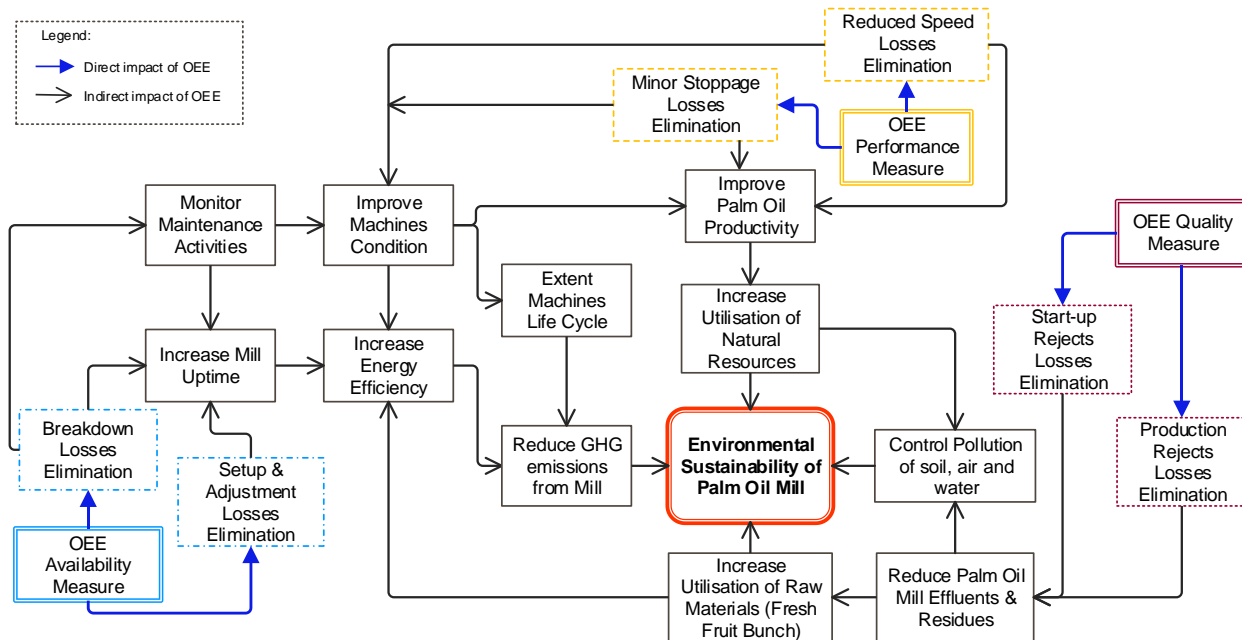 Legend:
Direct impact of OEE
Indirect impact of OEE
Reduced Speed
Losses
Elimination
Minor Stoppage
Losses
Elimination
OEE
Performance
Measure
Monitor
Maintenance
Activities
Improve
Machines
Condition
Improve
Palm Oil
Productivity
OEE Quality
Measure
Extent
Machines
Life Cycle
Increase
Utilisation of
Natural
Resources
Start-up
Rejects
Losses
Elimination
Increase Mill
Uptime
Increase
Energy
Efficiency
Breakdown
Losses
Elimination
Setup &
Adjustment
Losses
Elimination
Reduce GHG
emissions
from Mill
Environmental
Sustainability of
Palm Oil Mill
Control Pollution
of soil, air and
water
Production
Rejects
Losses
Elimination
OEE
Availability
Measure
Increase
Utilisation of Raw
Materials (Fresh
Fruit Bunch)
Reduce Palm Oil
Mill Effluents &
Residues